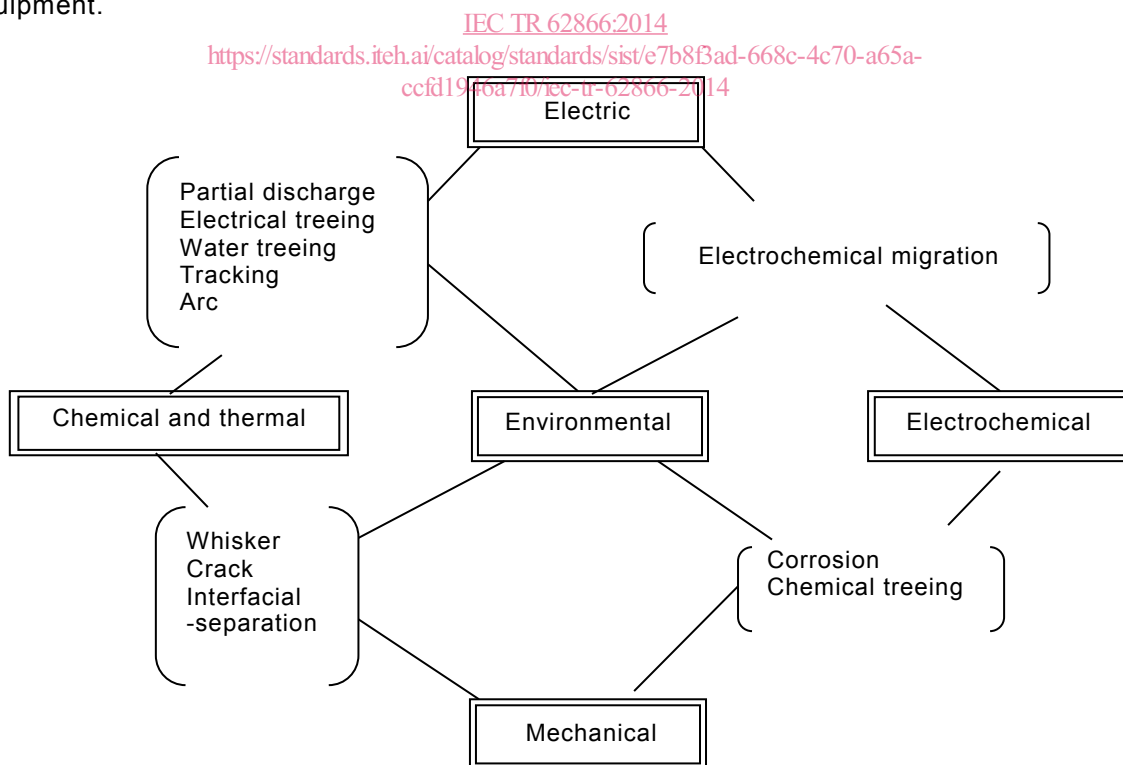 uipment.
IEC TR 62866:2014
https://standards.iteh.ai/catalog/standards/sist/e7b8f3ad-668c-4c70-a65a-
ccfd1946a7f0/iec-tr-62866-2014
Electric
Partial discharge
Electrical treeing
Water treeing
Tracking
Arc
Electrochemical migration
Chemical and thermal
Environmental
Electrochemical
Whisker
Crack
Interfacial
-separation
Corrosion
Chemical treeing
Mechanical